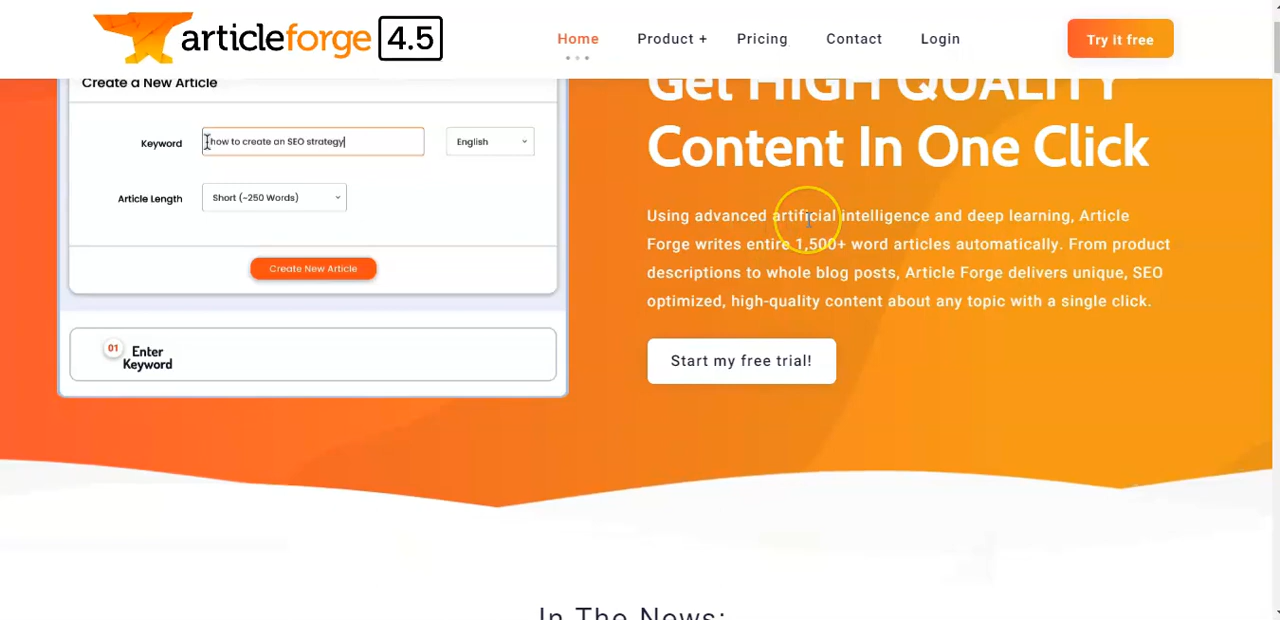 articleforge 4.5
Home
Product +
Pricing
Contact
Login
Try it free
Create a New Article
Keyword
how to create an SEO strategy
English
Article Length
Short (~250 Words)
Create New Article
01
Enter
Keyword
Get HIGH QUALITY
Content In One Click
Using advanced artificial intelligence and deep learning, Article
Forge writes entire 1,500+ word articles automatically. From product
descriptions to whole blog posts, Article Forge delivers unique, SEO
optimized, high-quality content about any topic with a single click.
Start my free trial!
In The News: